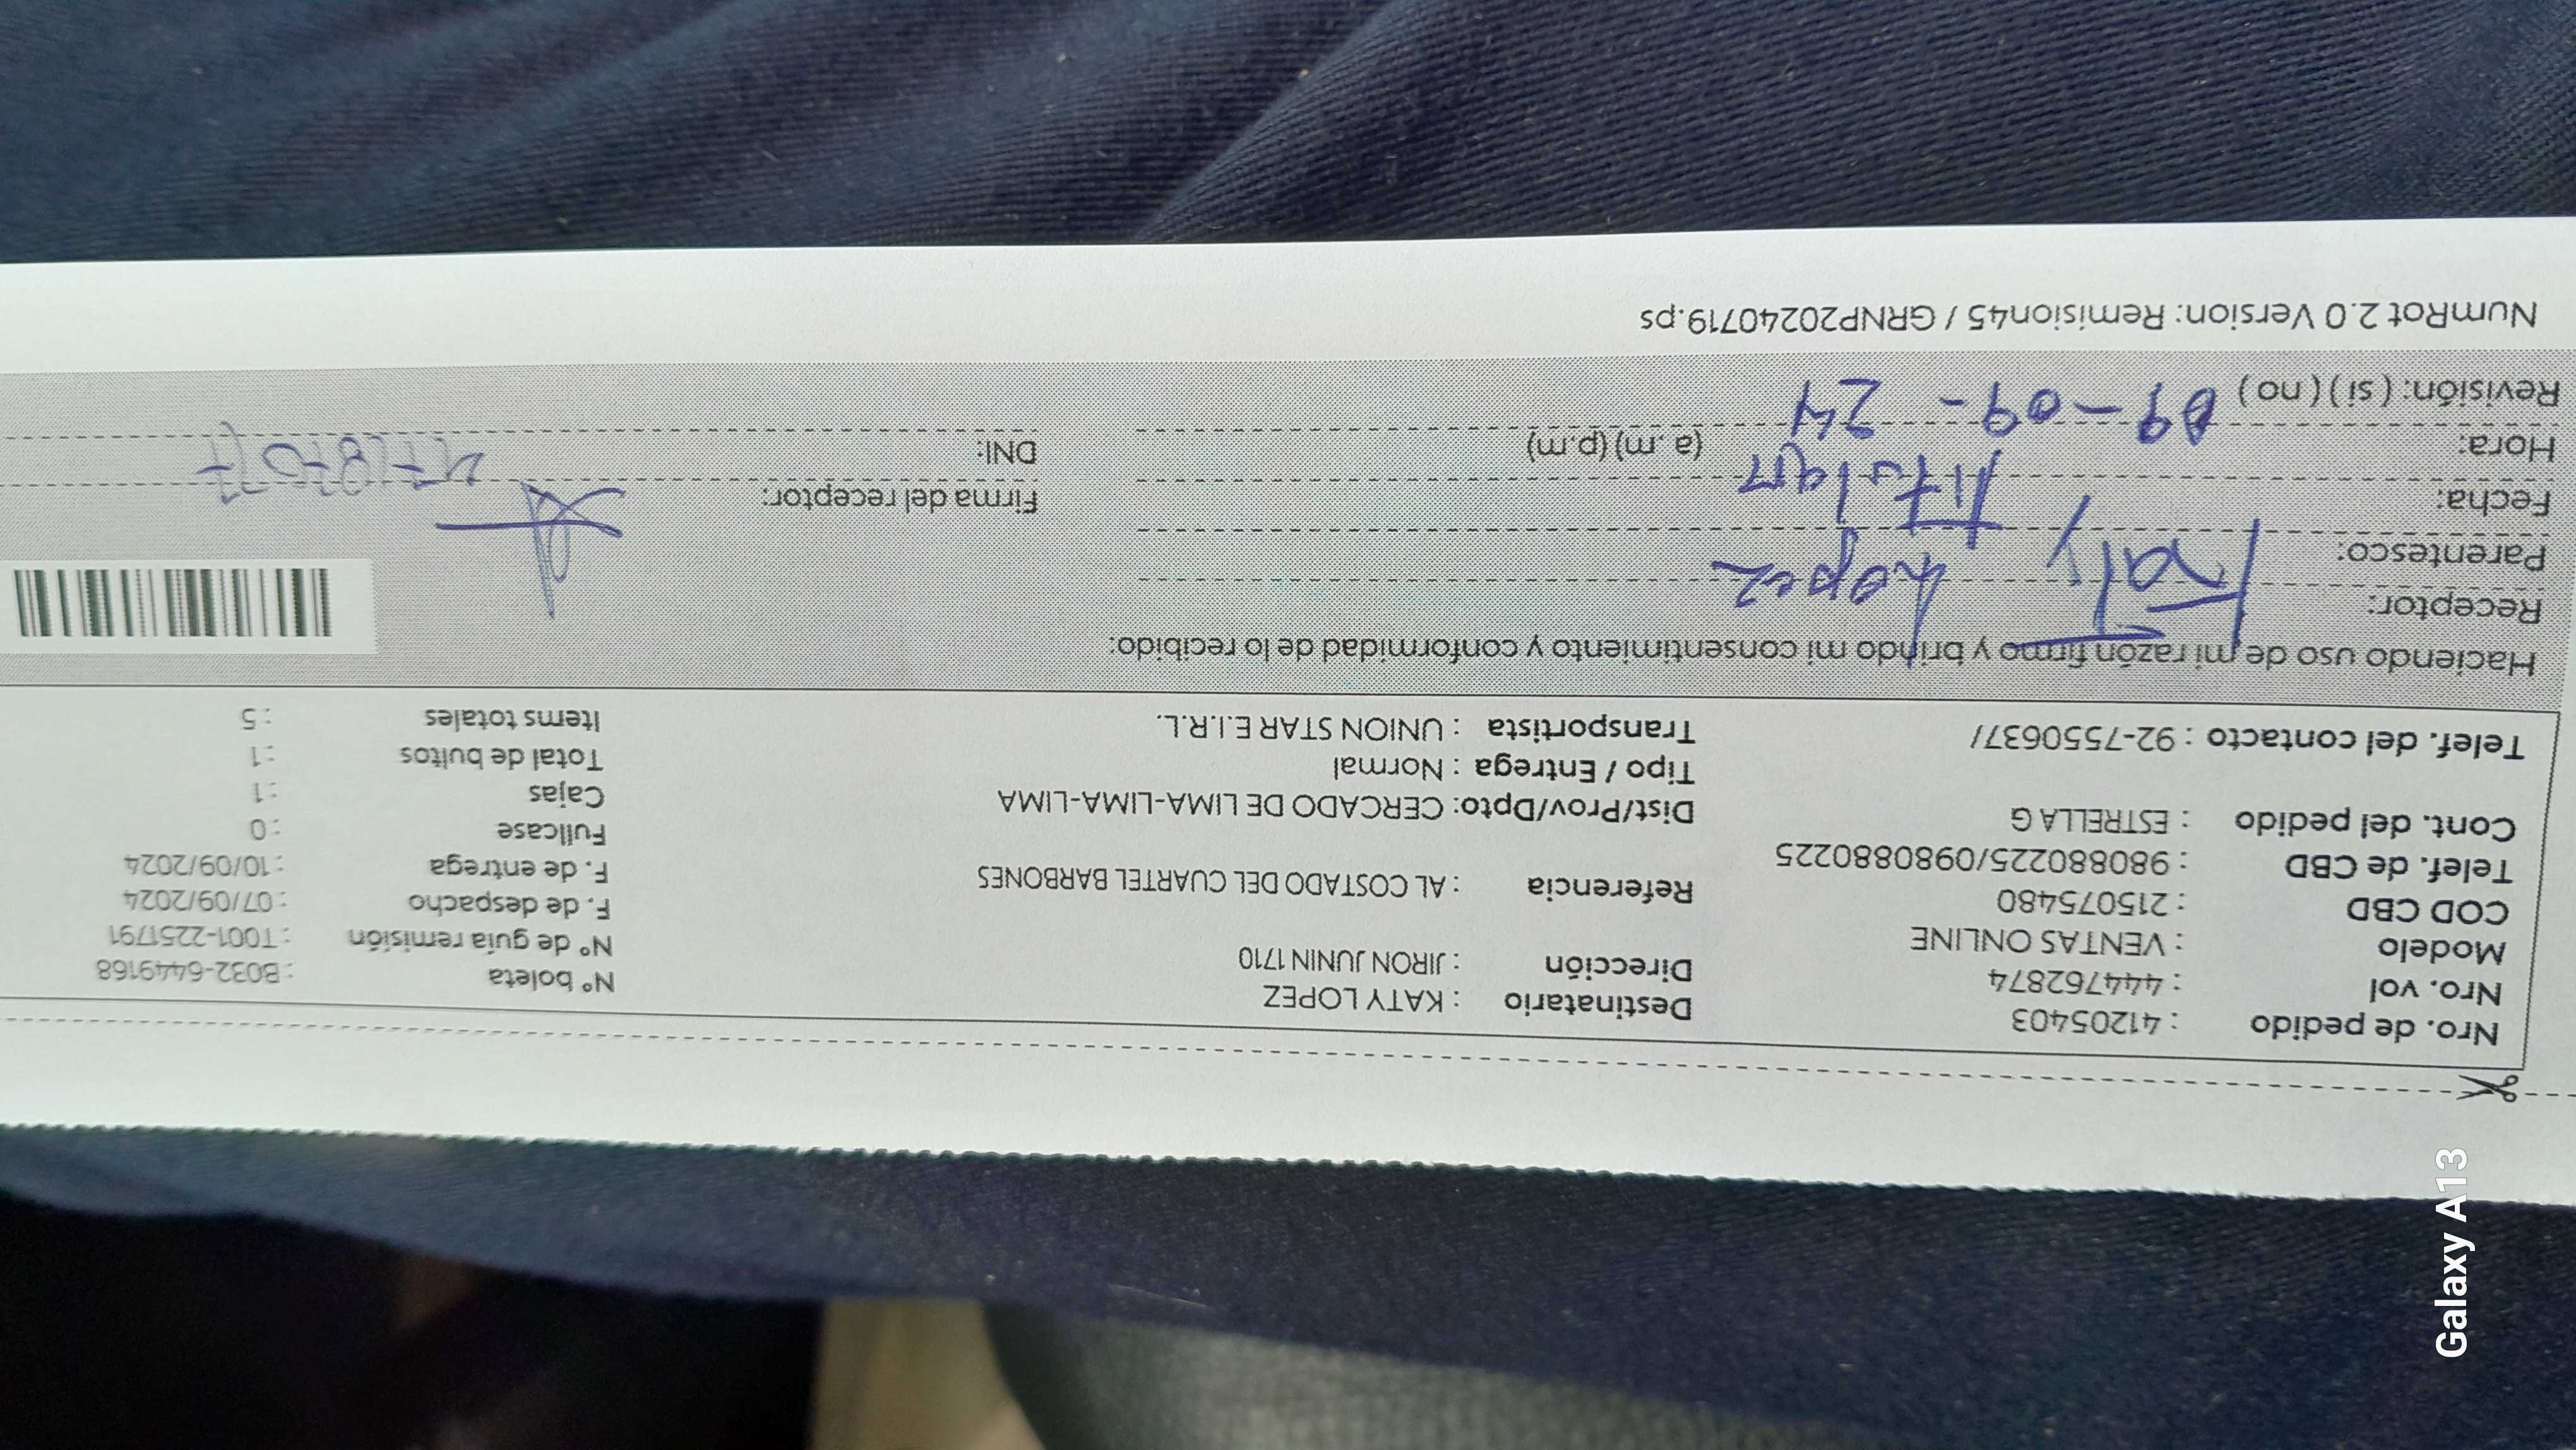 Nro. de pedido : 41205403
Nro. vol : 444762874
Modelo : VENTAS ONLINE
COD CBD : 215075480
Telef. de CBD : 980880225/0980880225
Cont. del pedido : ESTRELLA G
Telef. del contacto : 92-7550637/
Destinatario : KATY LOPEZ
Dirección : JIRON JUNIN 1710
Referencia : AL COSTADO DEL CUARTEL BARBONES
Dist/Prov/Dpto: CERCADO DE LIMA-LIMA-LIMA
Tipo / Entrega : Normal
Transportista : UNION STAR E.I.R.L.
N° boleta : B032-6449168
N° de guía remisión : T001-2251791
F. de despacho : 07/09/2024
F. de entrega : 10/09/2024
Fullcase : 0
Cajas : 1
Total de bultos : 1
Items totales : 5
Haciendo uso de mi razón firmo y brindo mi consentimiento y conformidad de lo recibido:
Receptor: Katy Lopez
Parentesco: Titular
Fecha: 09-09-24
Hora: (a.m) (p.m)
Revisión: ( si ) ( no )
Firma del receptor:
DNI:
NumRot 2.0 Version: Remision45 / GRNP20240719.ps
Galaxy A13